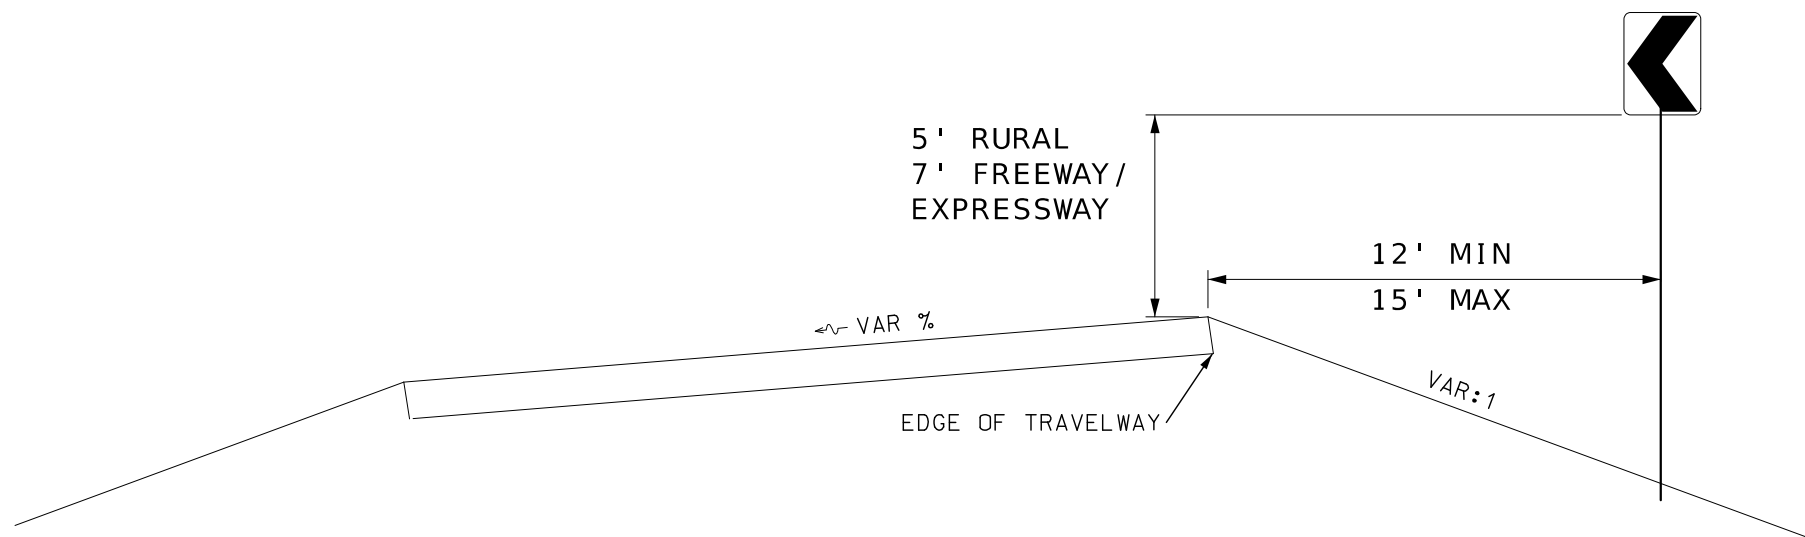 5' RURAL
7' FREEWAY/
EXPRESSWAY
12' MIN
15' MAX
VAR %
VAR:1
EDGE OF TRAVELWAY